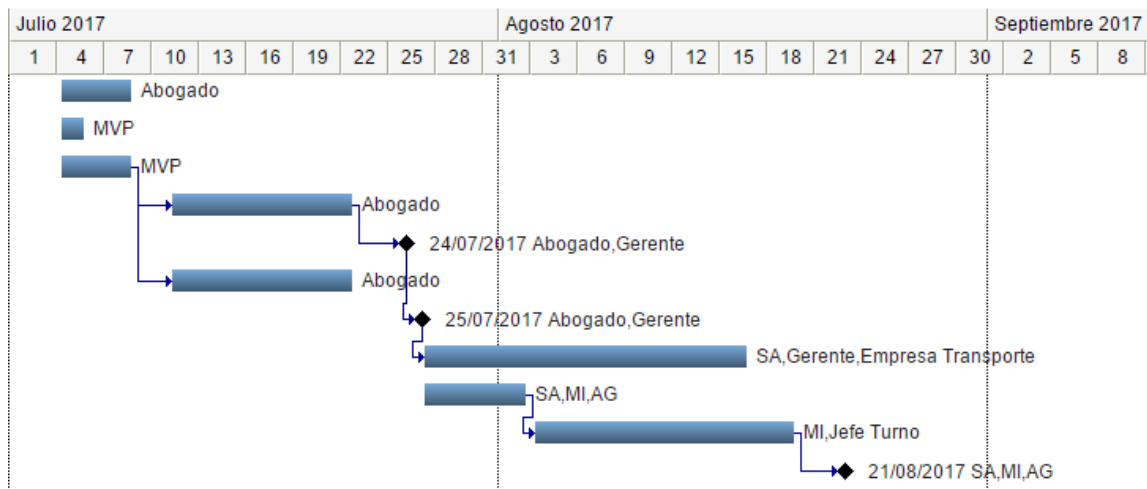 Julio 2017 Agosto 2017 Septiembre 2017
1 4 7 10 13 16 19 22 25 28 31 3 6 9 12 15 18 21 24 27 30 2 5 8
Abogado
MVP
MVP
Abogado
24/07/2017 Abogado,Gerente
Abogado
25/07/2017 Abogado,Gerente
SA,Gerente,Empresa Transporte
SA,MI,AG
MI,Jefe Turno
21/08/2017 SA,MI,AG